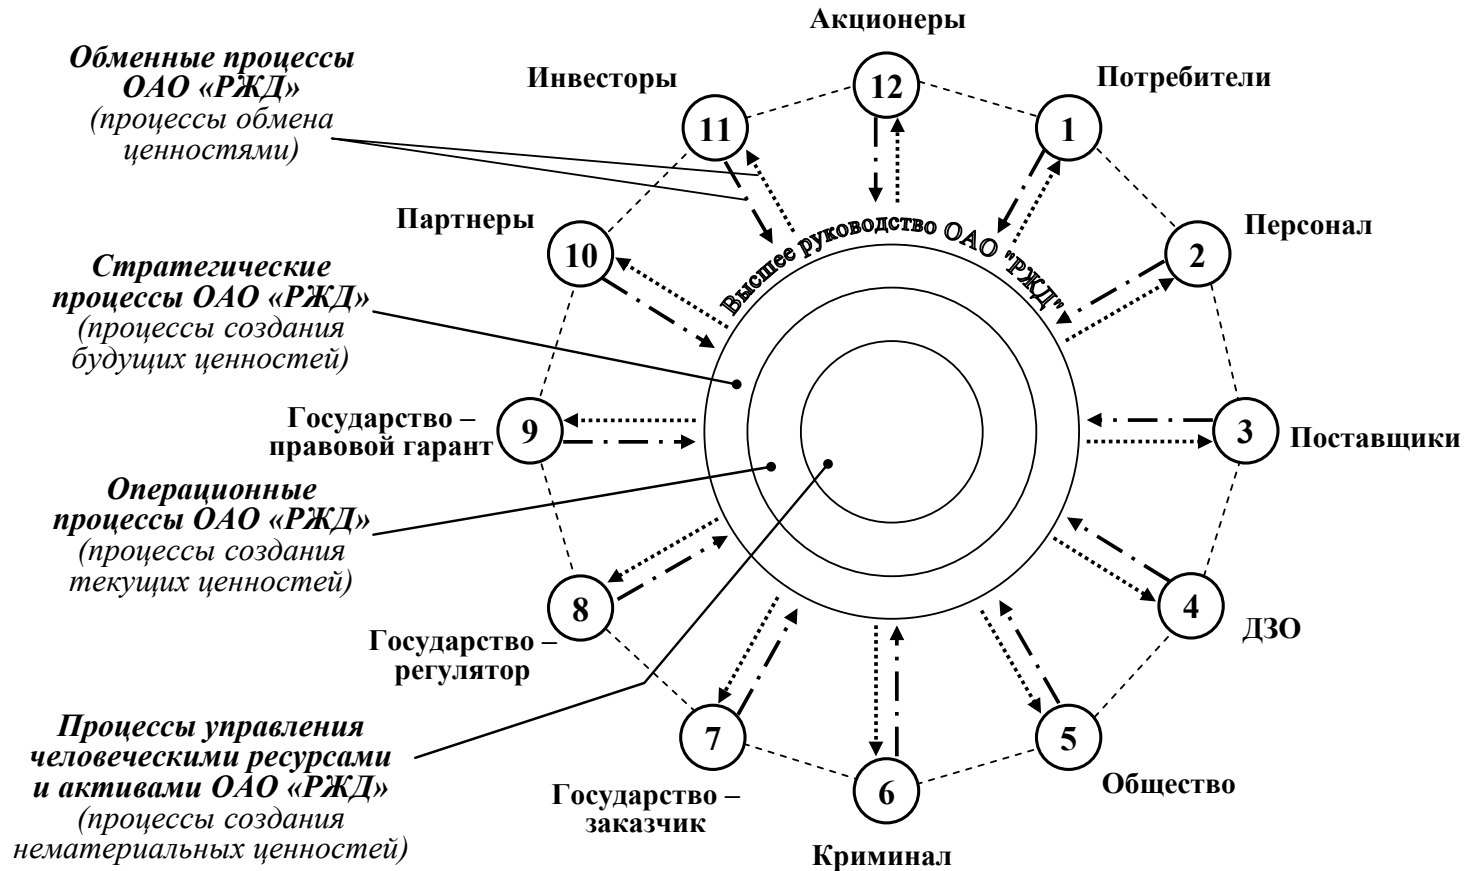 Акционеры
Обменные процессы
ОАО «РЖД»
(процессы обмена
ценностями)
Инвесторы
Потребители
12
11
1
Партнеры
Персонал
10
2
Высшее руководство ОАО "РЖД"
Стратегические
процессы ОАО «РЖД»
(процессы создания
будущих ценностей)
Государство –
правовой гарант
9
3
Поставщики
Операционные
процессы ОАО «РЖД»
(процессы создания
текущих ценностей)
8
4
Государство –
регулятор
ДЗО
Процессы управления
человеческими ресурсами
и активами ОАО «РЖД»
(процессы создания
нематериальных ценностей)
7
5
Государство –
заказчик
6
Общество
Криминал